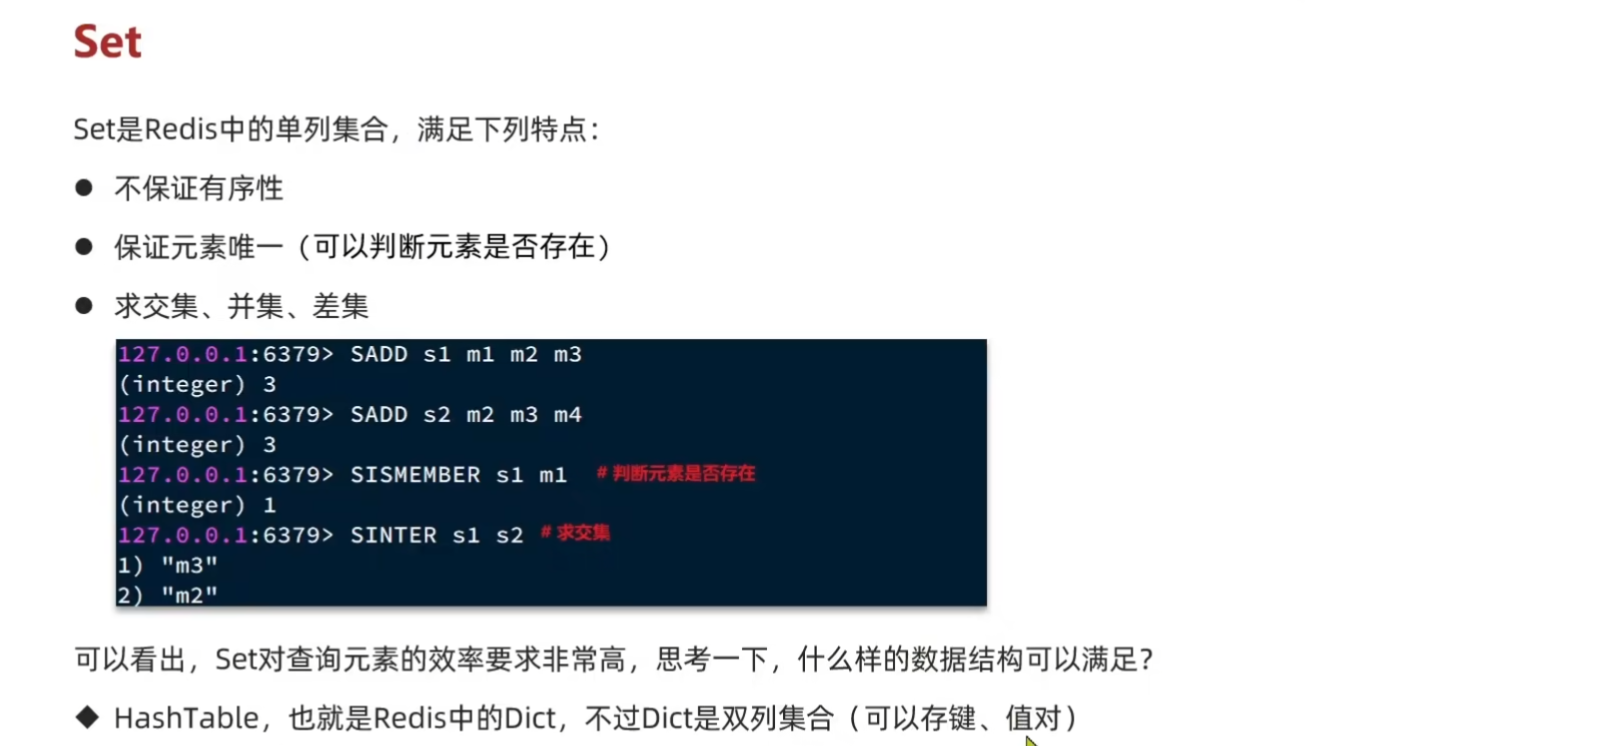 Set
Set是Redis中的单列集合，满足下列特点：
● 不保证有序性
● 保证元素唯一（可以判断元素是否存在）
● 求交集、并集、差集
127.0.0.1:6379> SADD s1 m1 m2 m3
(integer) 3
127.0.0.1:6379> SADD s2 m2 m3 m4
(integer) 3
127.0.0.1:6379> SISMEMBER s1 m1 # 判断元素是否存在
(integer) 1
127.0.0.1:6379> SINTER s1 s2 # 求交集
1) "m3"
2) "m2"
可以看出，Set对查询元素的效率要求非常高，思考一下，什么样的数据结构可以满足？
◆ HashTable，也就是Redis中的Dict，不过Dict是双列集合（可以存键、值对）